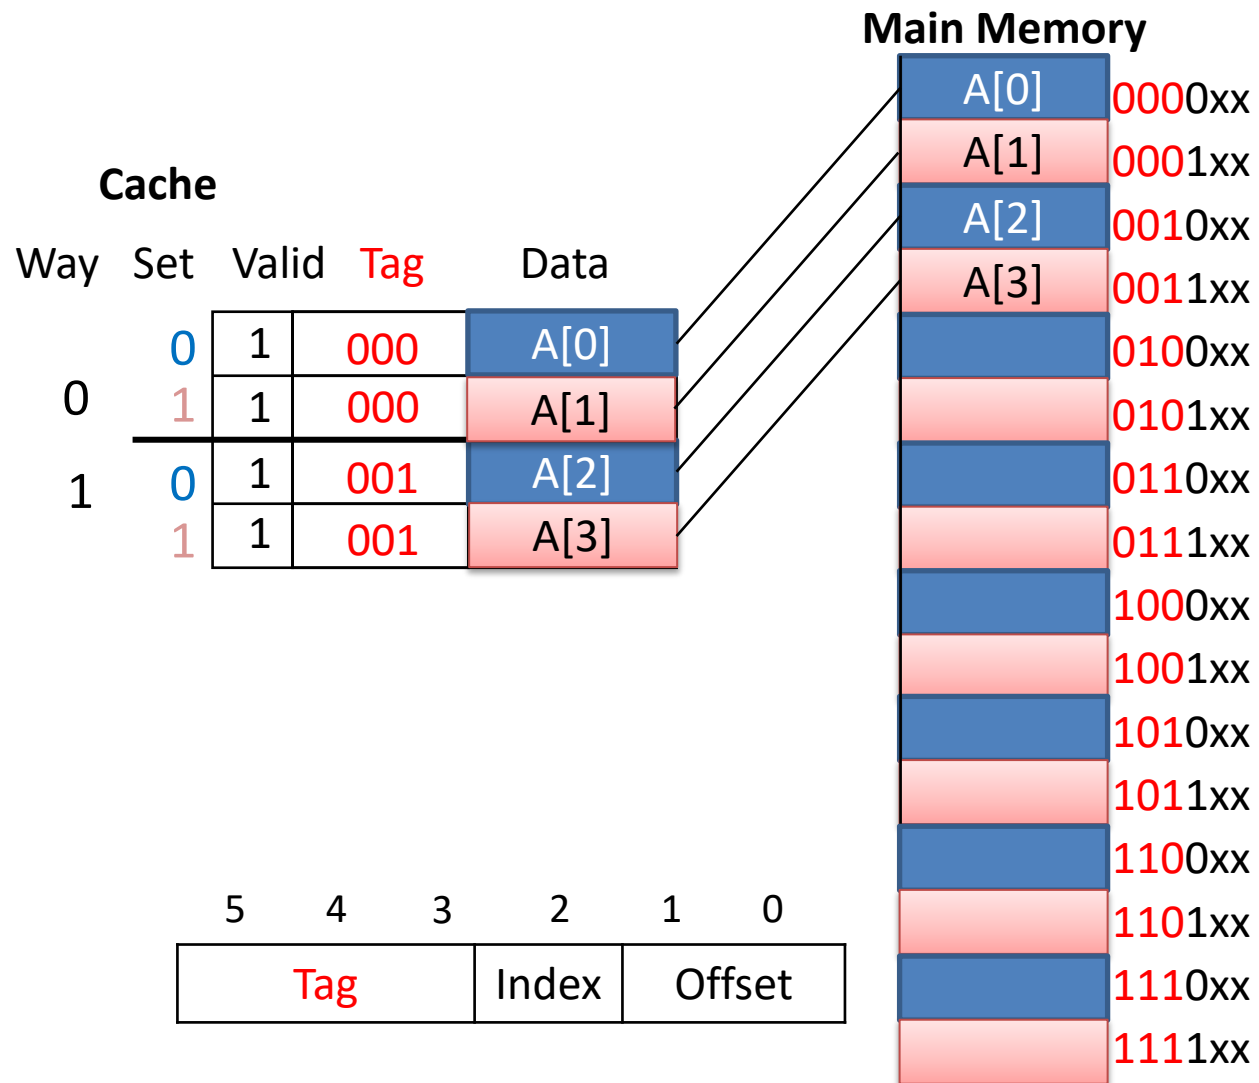 Main Memory
A[0] 0000xx
A[1] 0001xx
Cache
A[2] 0010xx
Way Set Valid Tag Data
A[3] 0011xx
0 1 000 A[0]
0100xx
0
1 1 000 A[1]
0101xx
1
0 1 001 A[2]
0110xx
1 1 001 A[3]
0111xx
1000xx
1001xx
1010xx
1011xx
1100xx
5 4 3 2 1 0
1101xx
Tag Index Offset
1110xx
1111xx